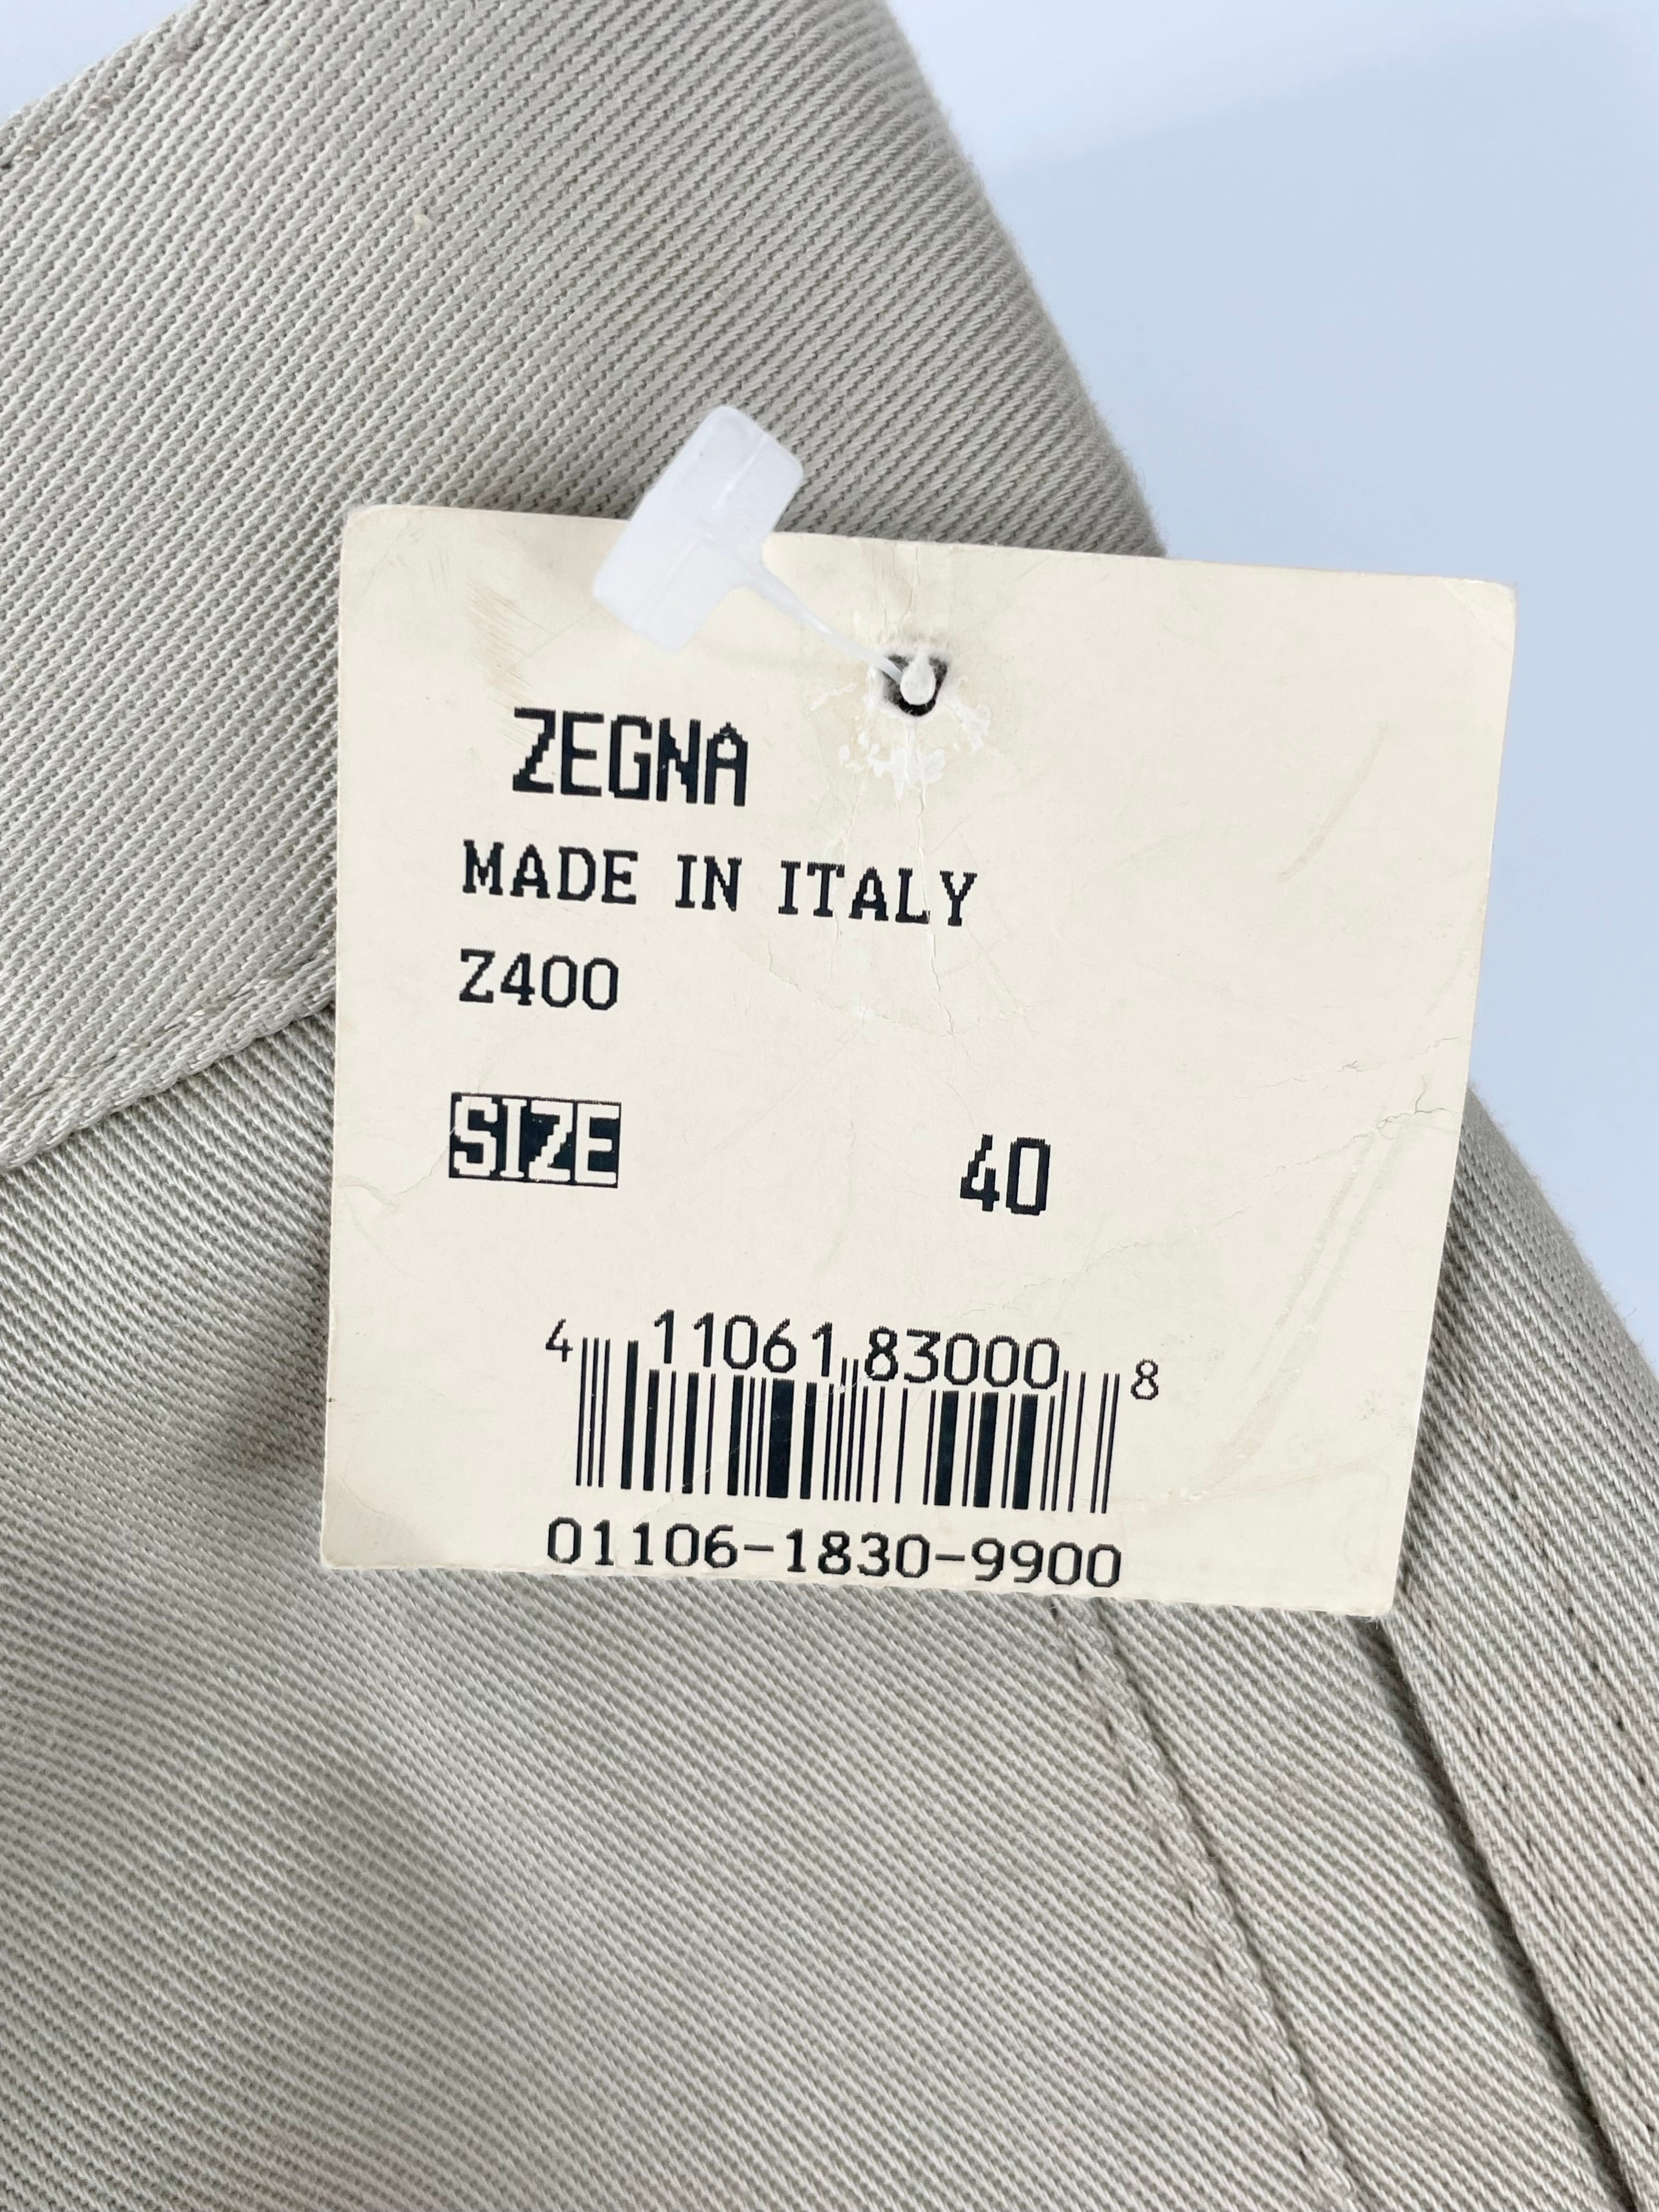 ZEGNA
MADE IN ITALY
Z400
SIZE 40
4 11061 83000 8
01106-1830-9900